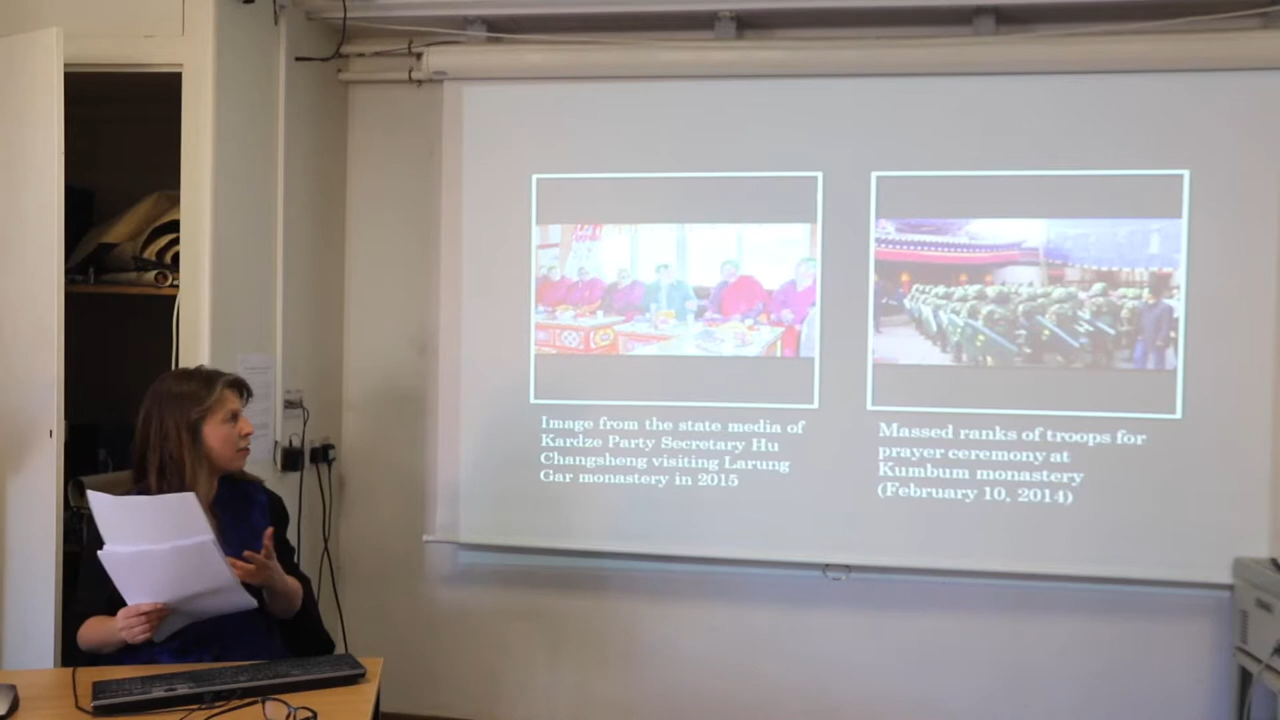 Image from the state media of
Kardze Party Secretary Hu
Changsheng visiting Larung
Gar monastery in 2015
Massed ranks of troops for
prayer ceremony at
Kumbum monastery
(February 10, 2014)